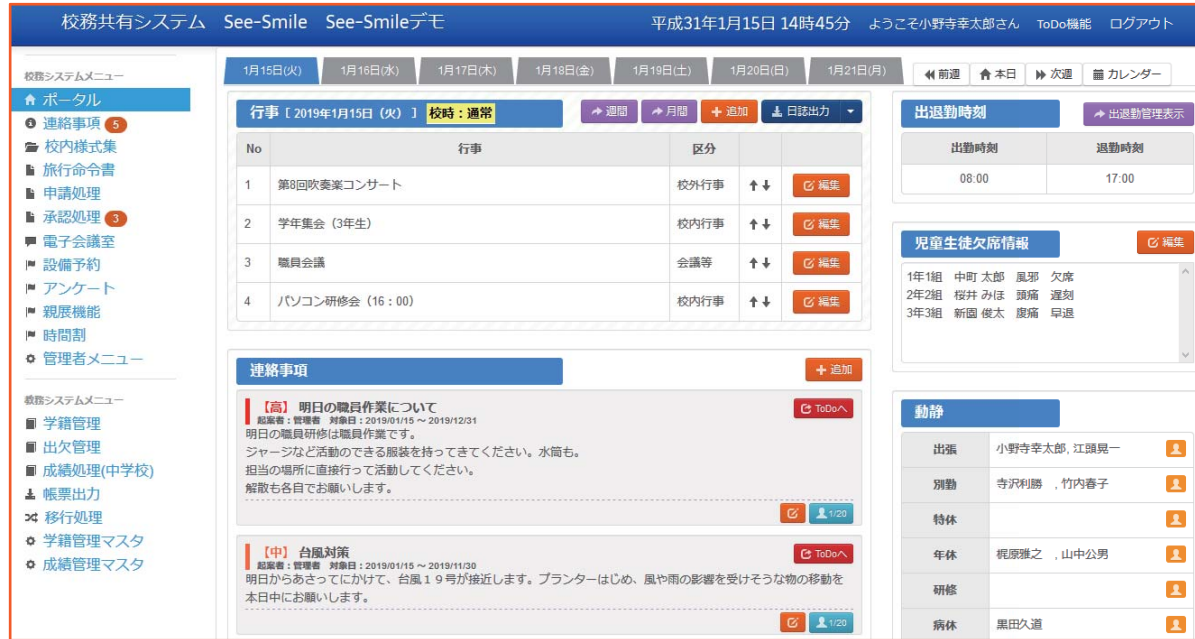 校務共有システム See-Smile See-Smileデモ
平成31年1月15日 14時45分 ようこそ小野寺幸太郎さん ToDo機能 ログアウト
校務システムメニュー
ポータル
連絡事項 5
校内様式集
旅行命令書
申請処理
承認処理 3
電子会議室
設備予約
アンケート
親展機能
時間割
管理者メニュー
教務システムメニュー
学籍管理
出欠管理
成績処理(中学校)
帳票出力
移行処理
学籍管理マスタ
成績管理マスタ
1月15日(火) 1月16日(水) 1月17日(木) 1月18日(金) 1月19日(土) 1月20日(日) 1月21日(月)
前週 本日 次週 カレンダー
行事 [ 2019年1月15日(火) ] 校時:通常
週間 月間 追加 日誌出力
No 行事 区分
1 第8回吹奏楽コンサート 校外行事 編集
2 学年集会(3年生) 校内行事 編集
3 職員会議 会議等 編集
4 パソコン研修会(16:00) 校内行事 編集
連絡事項 追加
【高】 明日の職員作業について ToDoへ
起案者:管理者 対象日:2019/01/15 ~ 2019/12/31
明日の職員研修は職員作業です。
ジャージなど活動のできる服装を持ってきてください。水筒も。
担当の場所に直接行って活動してください。
解散も各自でお願いします。
1/20
【中】 台風対策 ToDoへ
起案者:管理者 対象日:2019/01/15 ~ 2019/11/30
明日からあさってにかけて、台風19号が接近します。プランターはじめ、風や雨の影響を受けそうな物の移動を
本日中にお願いします。
1/20
出退勤時刻 出退勤管理表示
出勤時刻 退勤時刻
08:00 17:00
児童生徒欠席情報 編集
1年1組 中町 太郎 風邪 欠席
2年2組 桜井 みほ 頭痛 遅刻
3年3組 新園 俊太 腹痛 早退
動静
出張 小野寺幸太郎, 江頭晃一
別勤 寺沢利勝 , 竹内春子
特休
年休 梶原雅之 , 山中公男
研修
病休 黒田久道